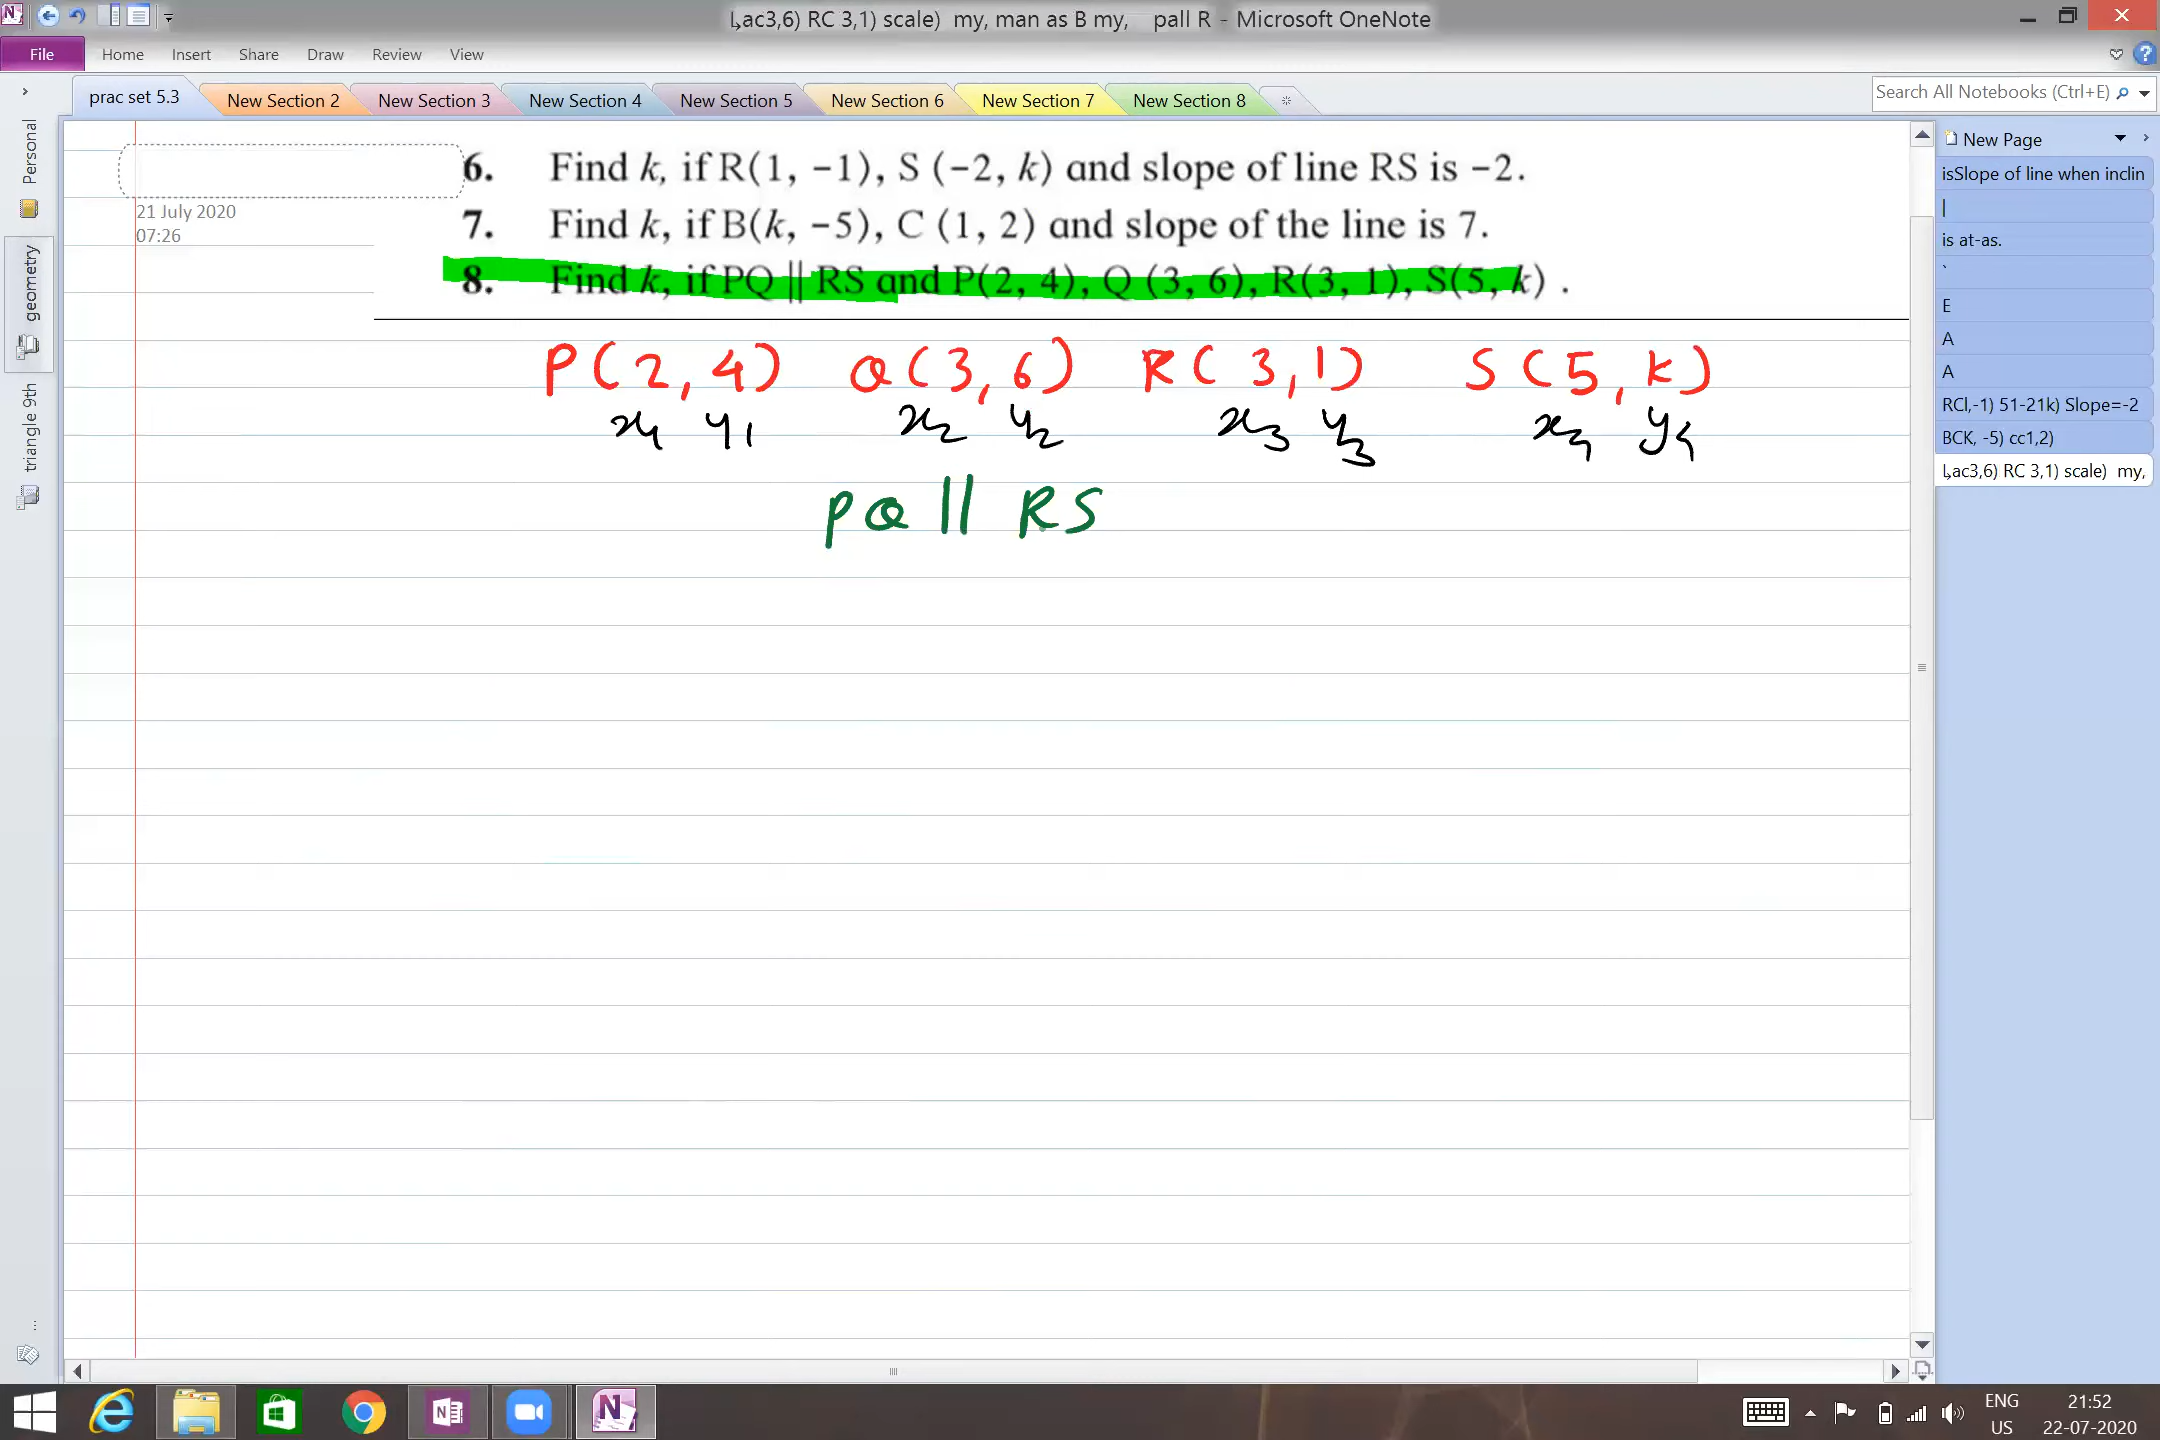 └,ac3,6) RC 3,1) scale) my, man as B my, pall R - Microsoft OneNote
File Home Insert Share Draw Review View
prac set 5.3 New Section 2 New Section 3 New Section 4 New Section 5 New Section 6 New Section 7 New Section 8
Search All Notebooks (Ctrl+E)
Personal
geometry
triangle 9th
21 July 2020
07:26
6. Find k, if R(1, −1), S (−2, k) and slope of line RS is −2.
7. Find k, if B(k, −5), C (1, 2) and slope of the line is 7.
8. Find k, if PQ || RS and P(2, 4), Q (3, 6), R(3, 1), S(5, k) .
P(2,4) Q(3,6) R(3,1) S(5,k)
x₁ y₁ x₂ y₂ x₃ y₃ x₄ y₄
PQ || RS
New Page
isSlope of line when inclin
|
is at-as.
`
E
A
A
RCl,-1) 51-21k) Slope=-2
BCK, -5) cc1,2)
└,ac3,6) RC 3,1) scale) my,
ENG
US
21:52
22-07-2020